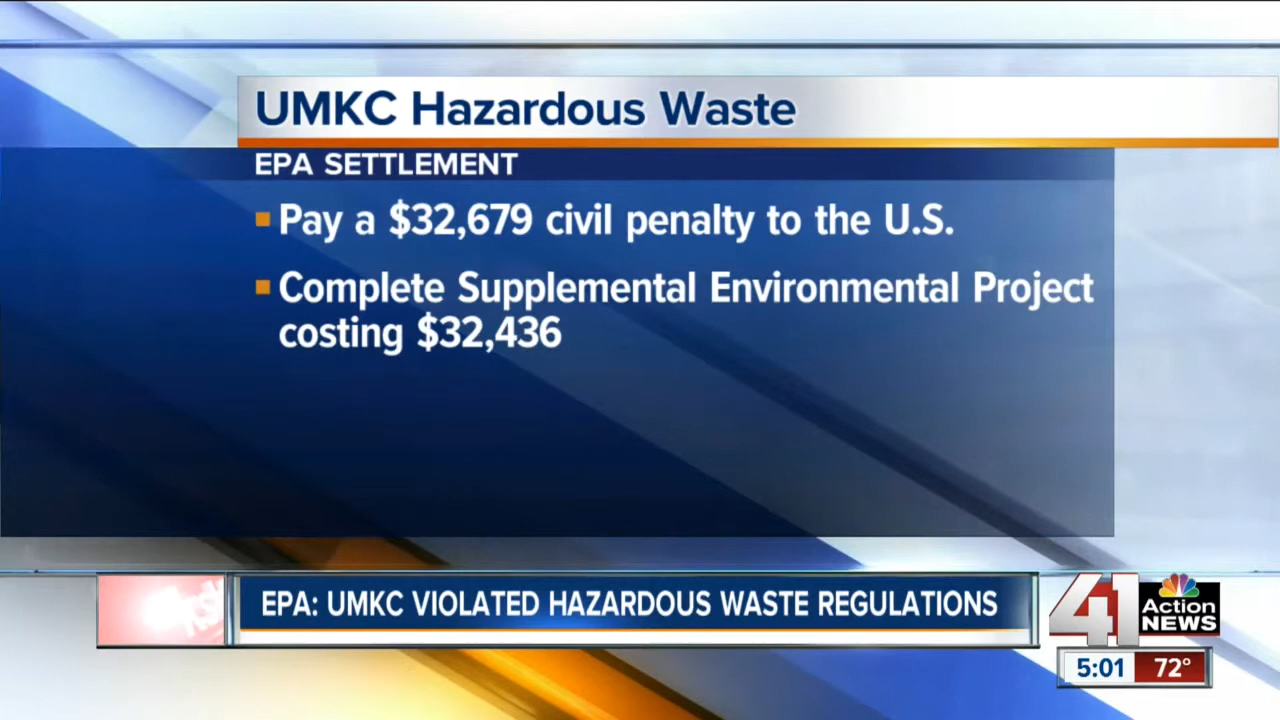 UMKC Hazardous Waste
EPA SETTLEMENT
Pay a $32,679 civil penalty to the U.S.
Complete Supplemental Environmental Project
costing $32,436
EPA: UMKC VIOLATED HAZARDOUS WASTE REGULATIONS
41 Action
NEWS
5:01 72°